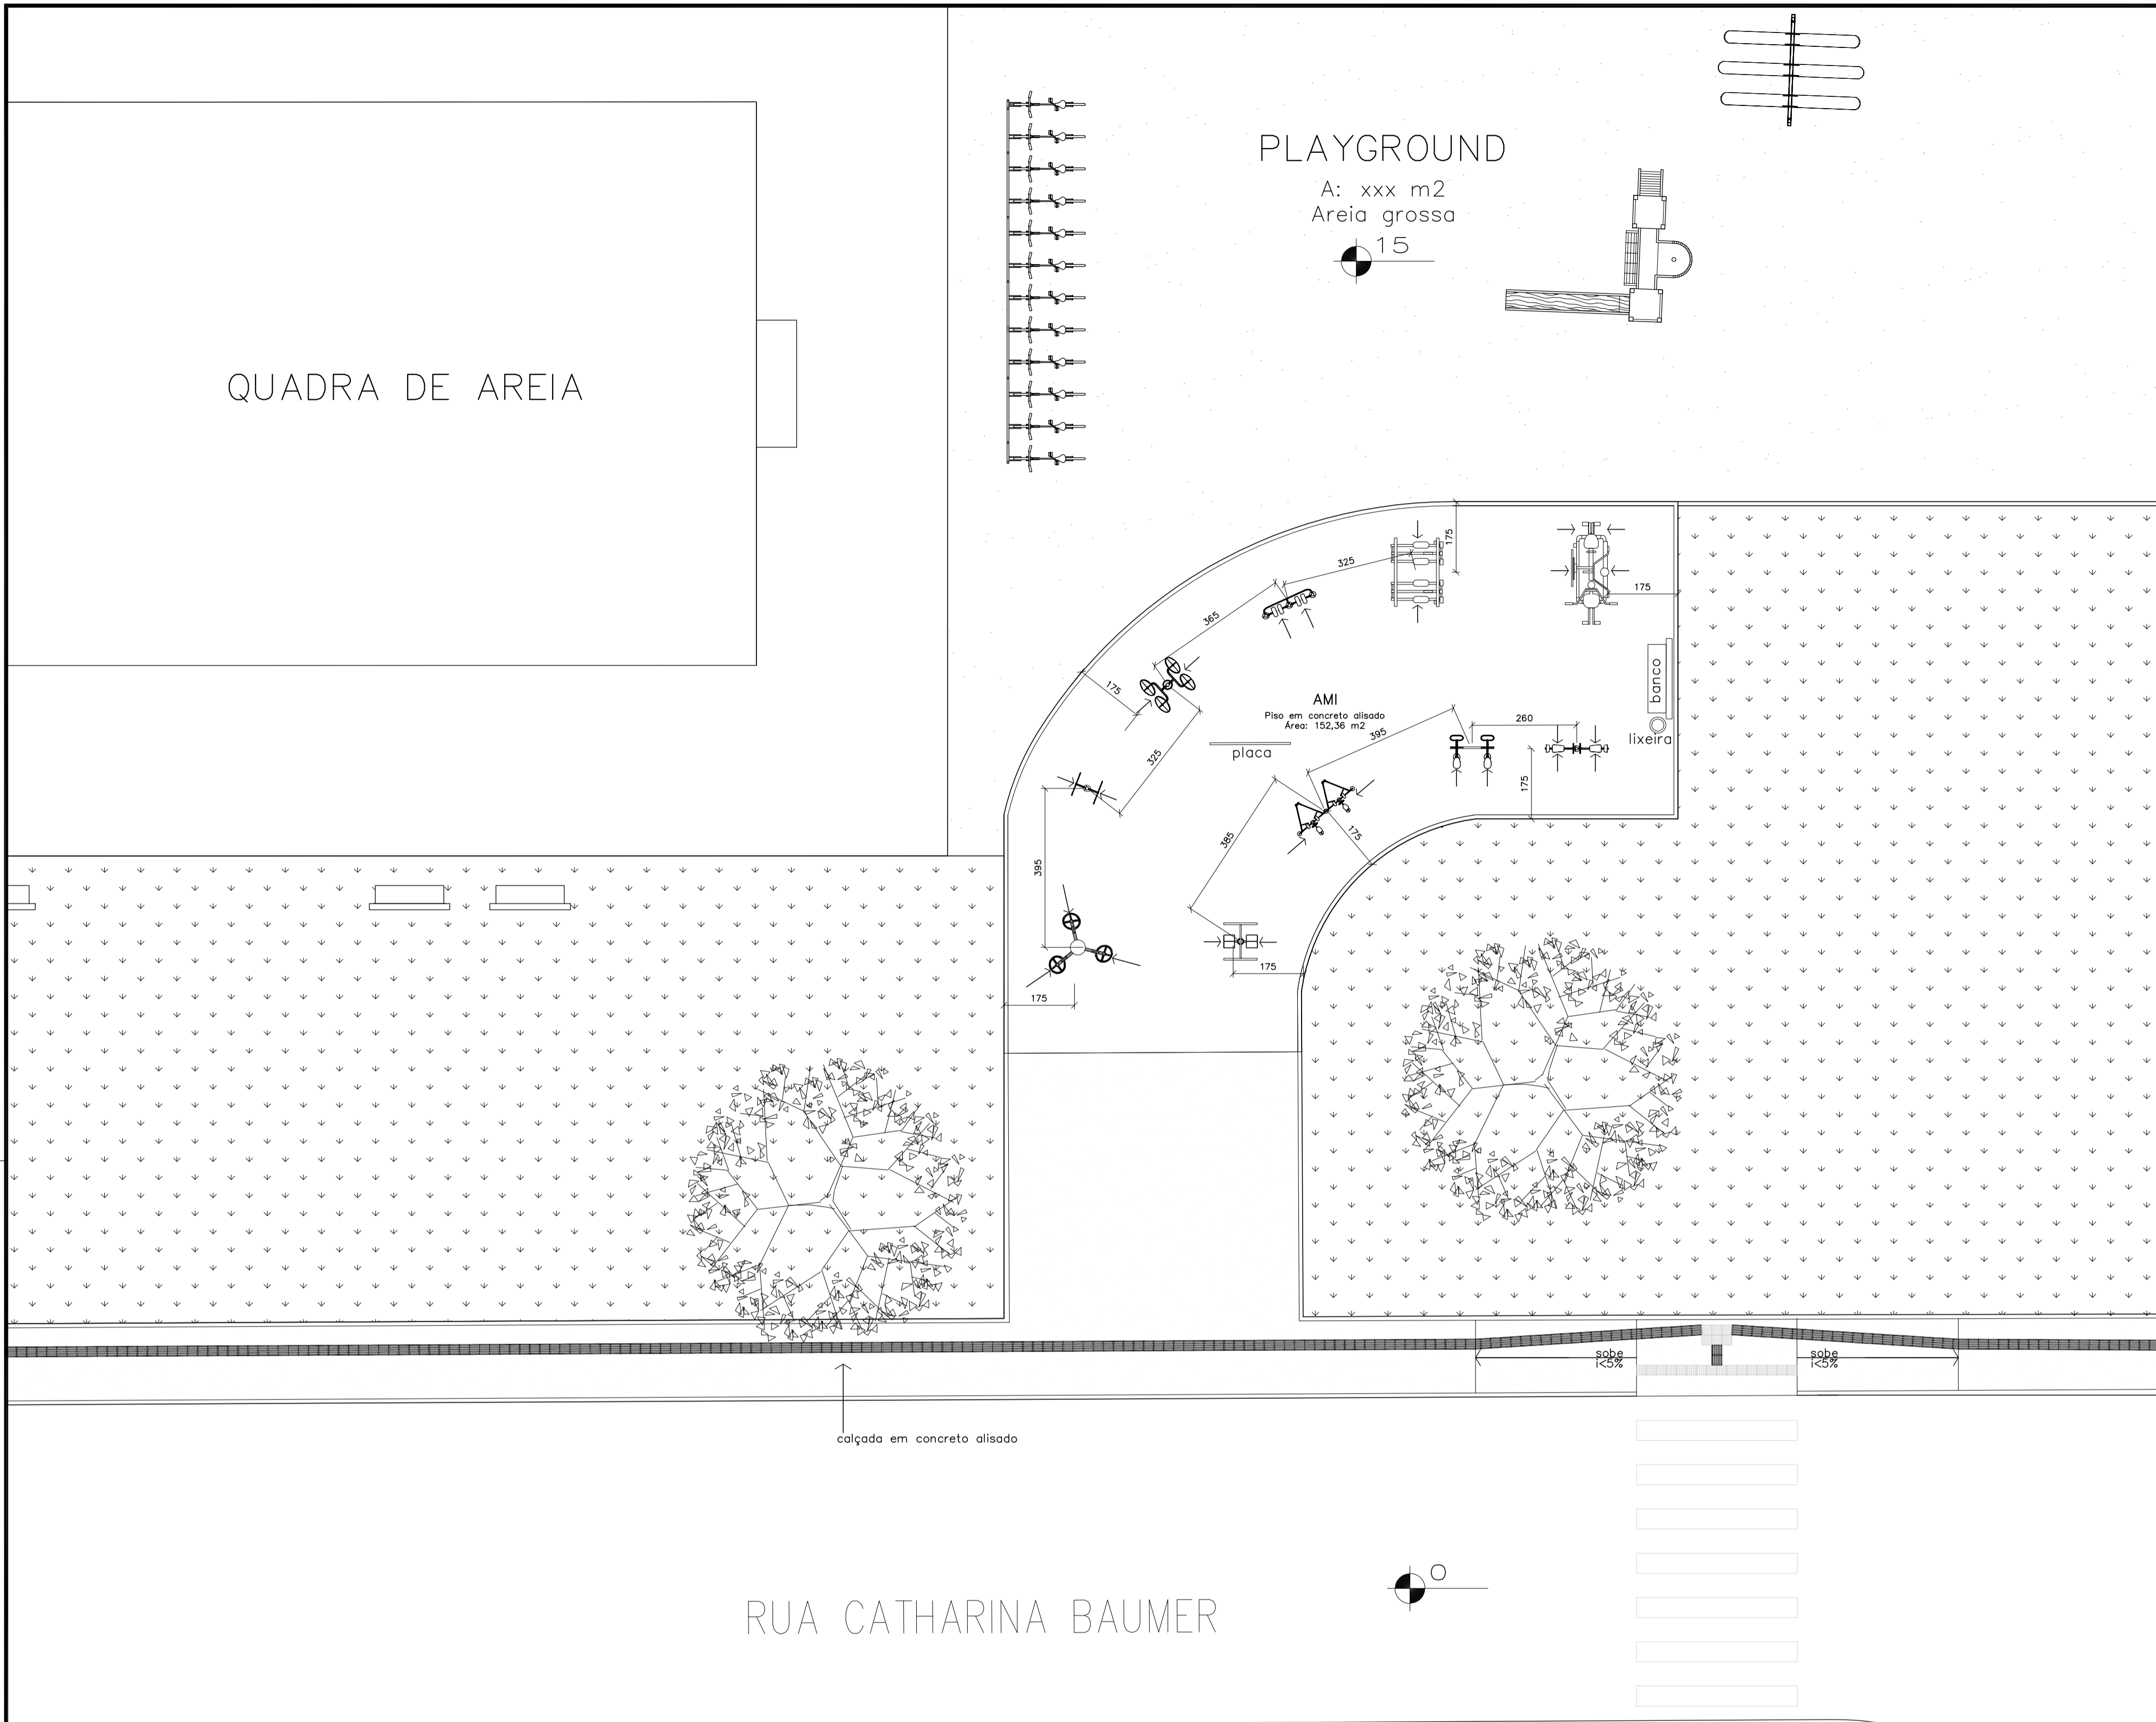 PLAYGROUND
A: xxx m2
Areia grossa
15
QUADRA DE AREIA
175
325
175
365
banco
175
AMI
Piso em concreto alisado
Área: 152,36 m2
260
395
lixeira
placa
325
175
175
385
395
175
175
sobe
i<5%
sobe
i<5%
calçada em concreto alisado
0
RUA CATHARINA BAUMER